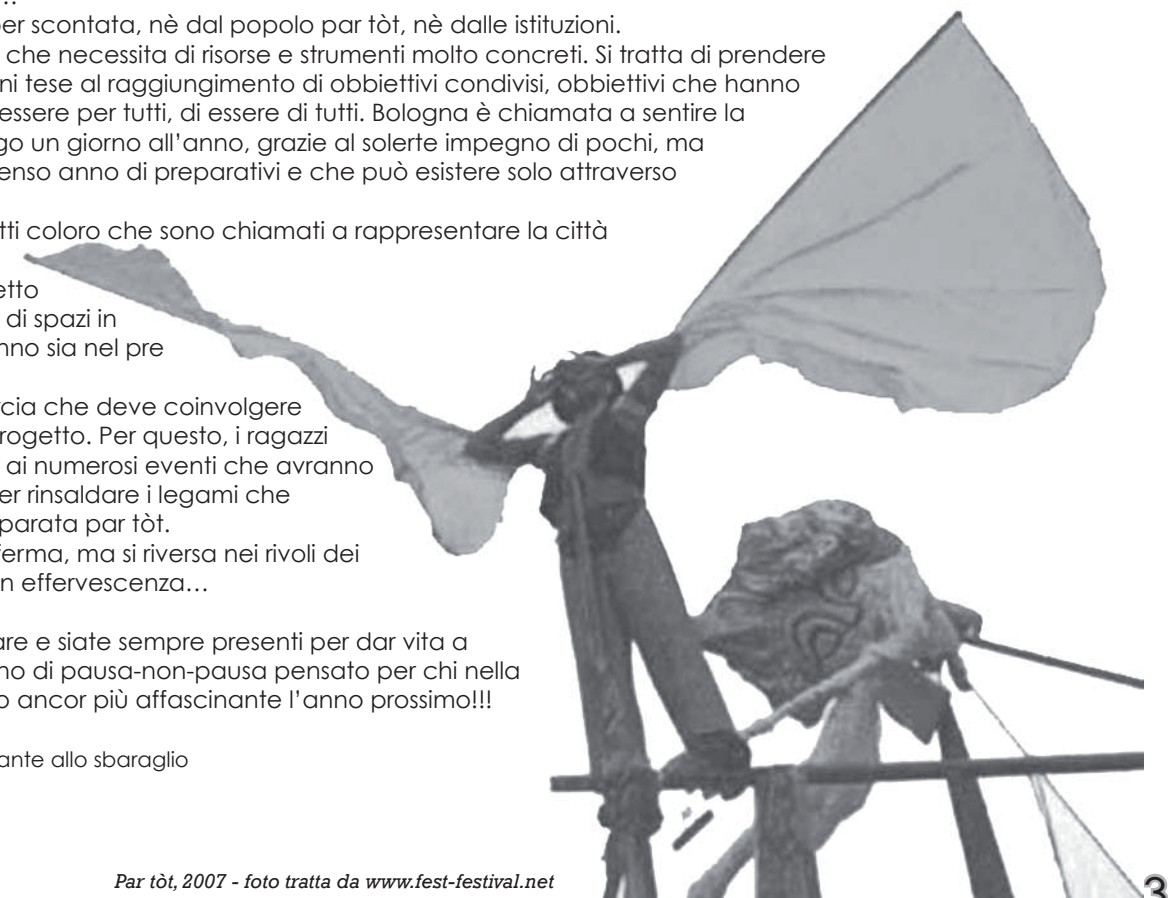 ..
er scontata, nè dal popolo par tòt, nè dalle istituzioni.
che necessita di risorse e strumenti molto concreti. Si tratta di prendere
ni tese al raggiungimento di obbiettivi condivisi, obbiettivi che hanno
essere per tutti, di essere di tutti. Bologna è chiamata a sentire la
go un giorno all'anno, grazie al solerte impegno di pochi, ma
enso anno di preparativi e che può esistere solo attraverso
tti coloro che sono chiamati a rappresentare la città
etto
di spazi in
nno sia nel pre
rcia che deve coinvolgere
rogetto. Per questo, i ragazzi
ai numerosi eventi che avranno
er rinsaldare i legami che
parata par tòt.
ferma, ma si riversa nei rivoli dei
n effervescenza…
are e siate sempre presenti per dar vita a
no di pausa-non-pausa pensato per chi nella
o ancor più affascinante l'anno prossimo!!!
ante allo sbaraglio
Par tòt, 2007 - foto tratta da www.fest-festival.net
3